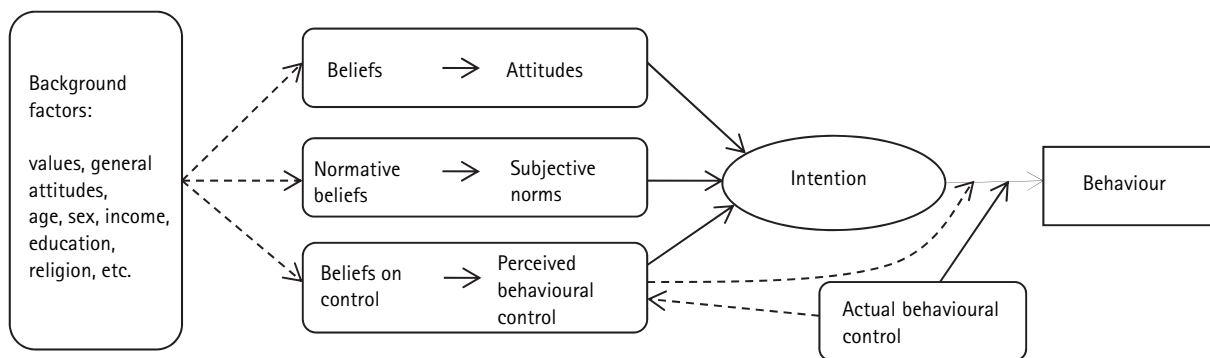 Background
factors:
values, general
attitudes,
age, sex, income,
education,
religion, etc.
Beliefs
Attitudes
Normative
beliefs
Subjective
norms
Beliefs on
control
Perceived
behavioural
control
Intention
Actual behavioural
control
Behaviour